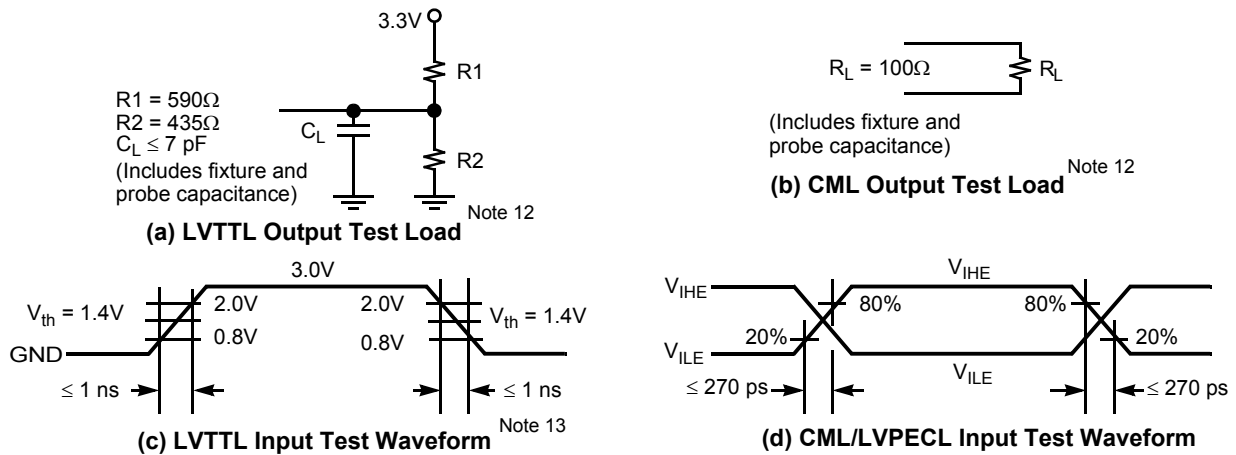 3.3V
R1
R1 = 590Ω
R2 = 435Ω
C_L ≤ 7 pF
(Includes fixture and
probe capacitance)
C_L
R2
Note 12
(a) LVTTL Output Test Load
R_L = 100Ω
R_L
(Includes fixture and
probe capacitance)
Note 12
(b) CML Output Test Load
3.0V
V_th = 1.4V
2.0V
0.8V
GND
2.0V
0.8V
V_th = 1.4V
≤ 1 ns
≤ 1 ns
Note 13
(c) LVTTL Input Test Waveform
V_IHE
V_IHE
80%
80%
20%
20%
V_ILE
V_ILE
≤ 270 ps
≤ 270 ps
(d) CML/LVPECL Input Test Waveform